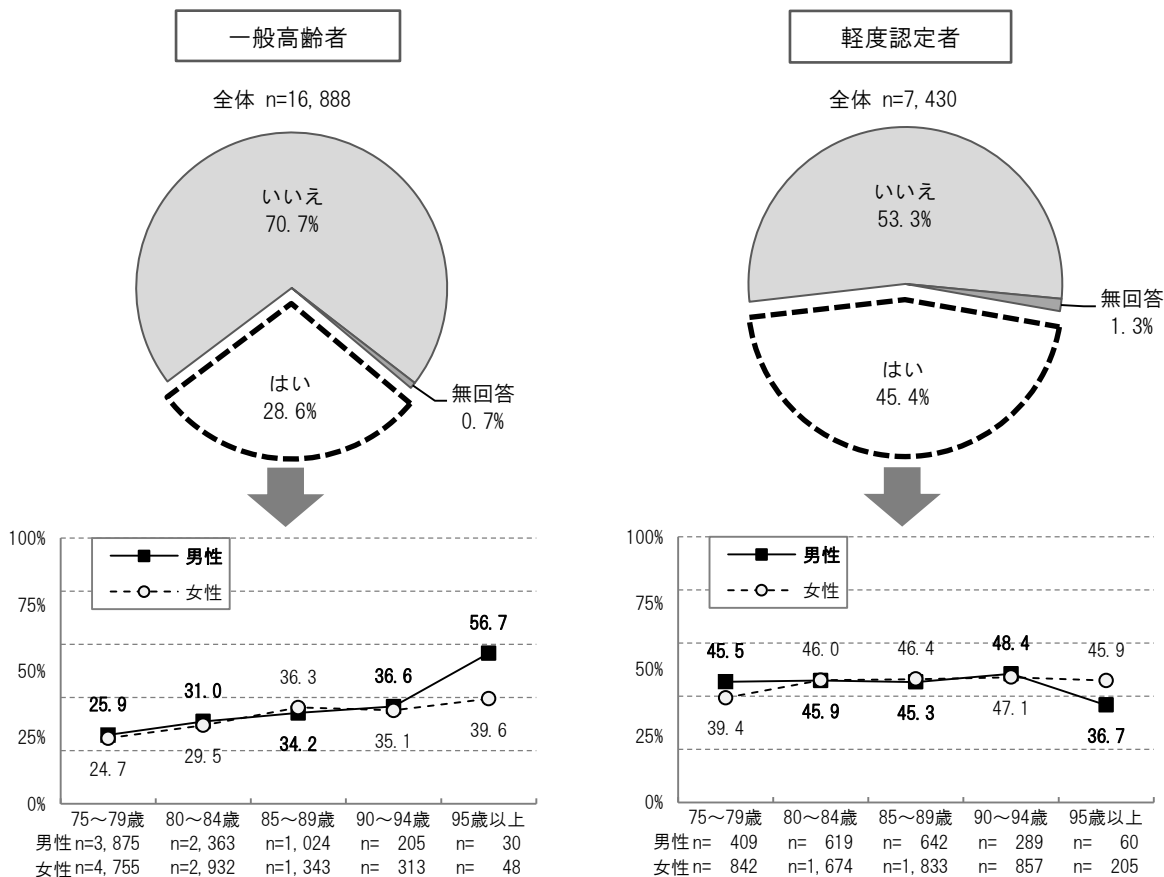 一般高齢者
全体 n=16,888
いいえ
70.7%
はい
28.6%
無回答
0.7%
100%
75%
50%
25%
0%
男性
女性
25.9
31.0
36.3
36.6
56.7
24.7
29.5
34.2
35.1
39.6
75～79歳 80～84歳 85～89歳 90～94歳 95歳以上
男性 n=3,875 n=2,363 n=1,024 n= 205 n= 30
女性 n=4,755 n=2,932 n=1,343 n= 313 n= 48
軽度認定者
全体 n=7,430
いいえ
53.3%
無回答
1.3%
はい
45.4%
100%
75%
50%
25%
0%
男性
女性
45.5
46.0
46.4
48.4
45.9
39.4
45.9
45.3
47.1
36.7
75～79歳 80～84歳 85～89歳 90～94歳 95歳以上
男性 n= 409 n= 619 n= 642 n= 289 n= 60
女性 n= 842 n=1,674 n=1,833 n= 857 n= 205